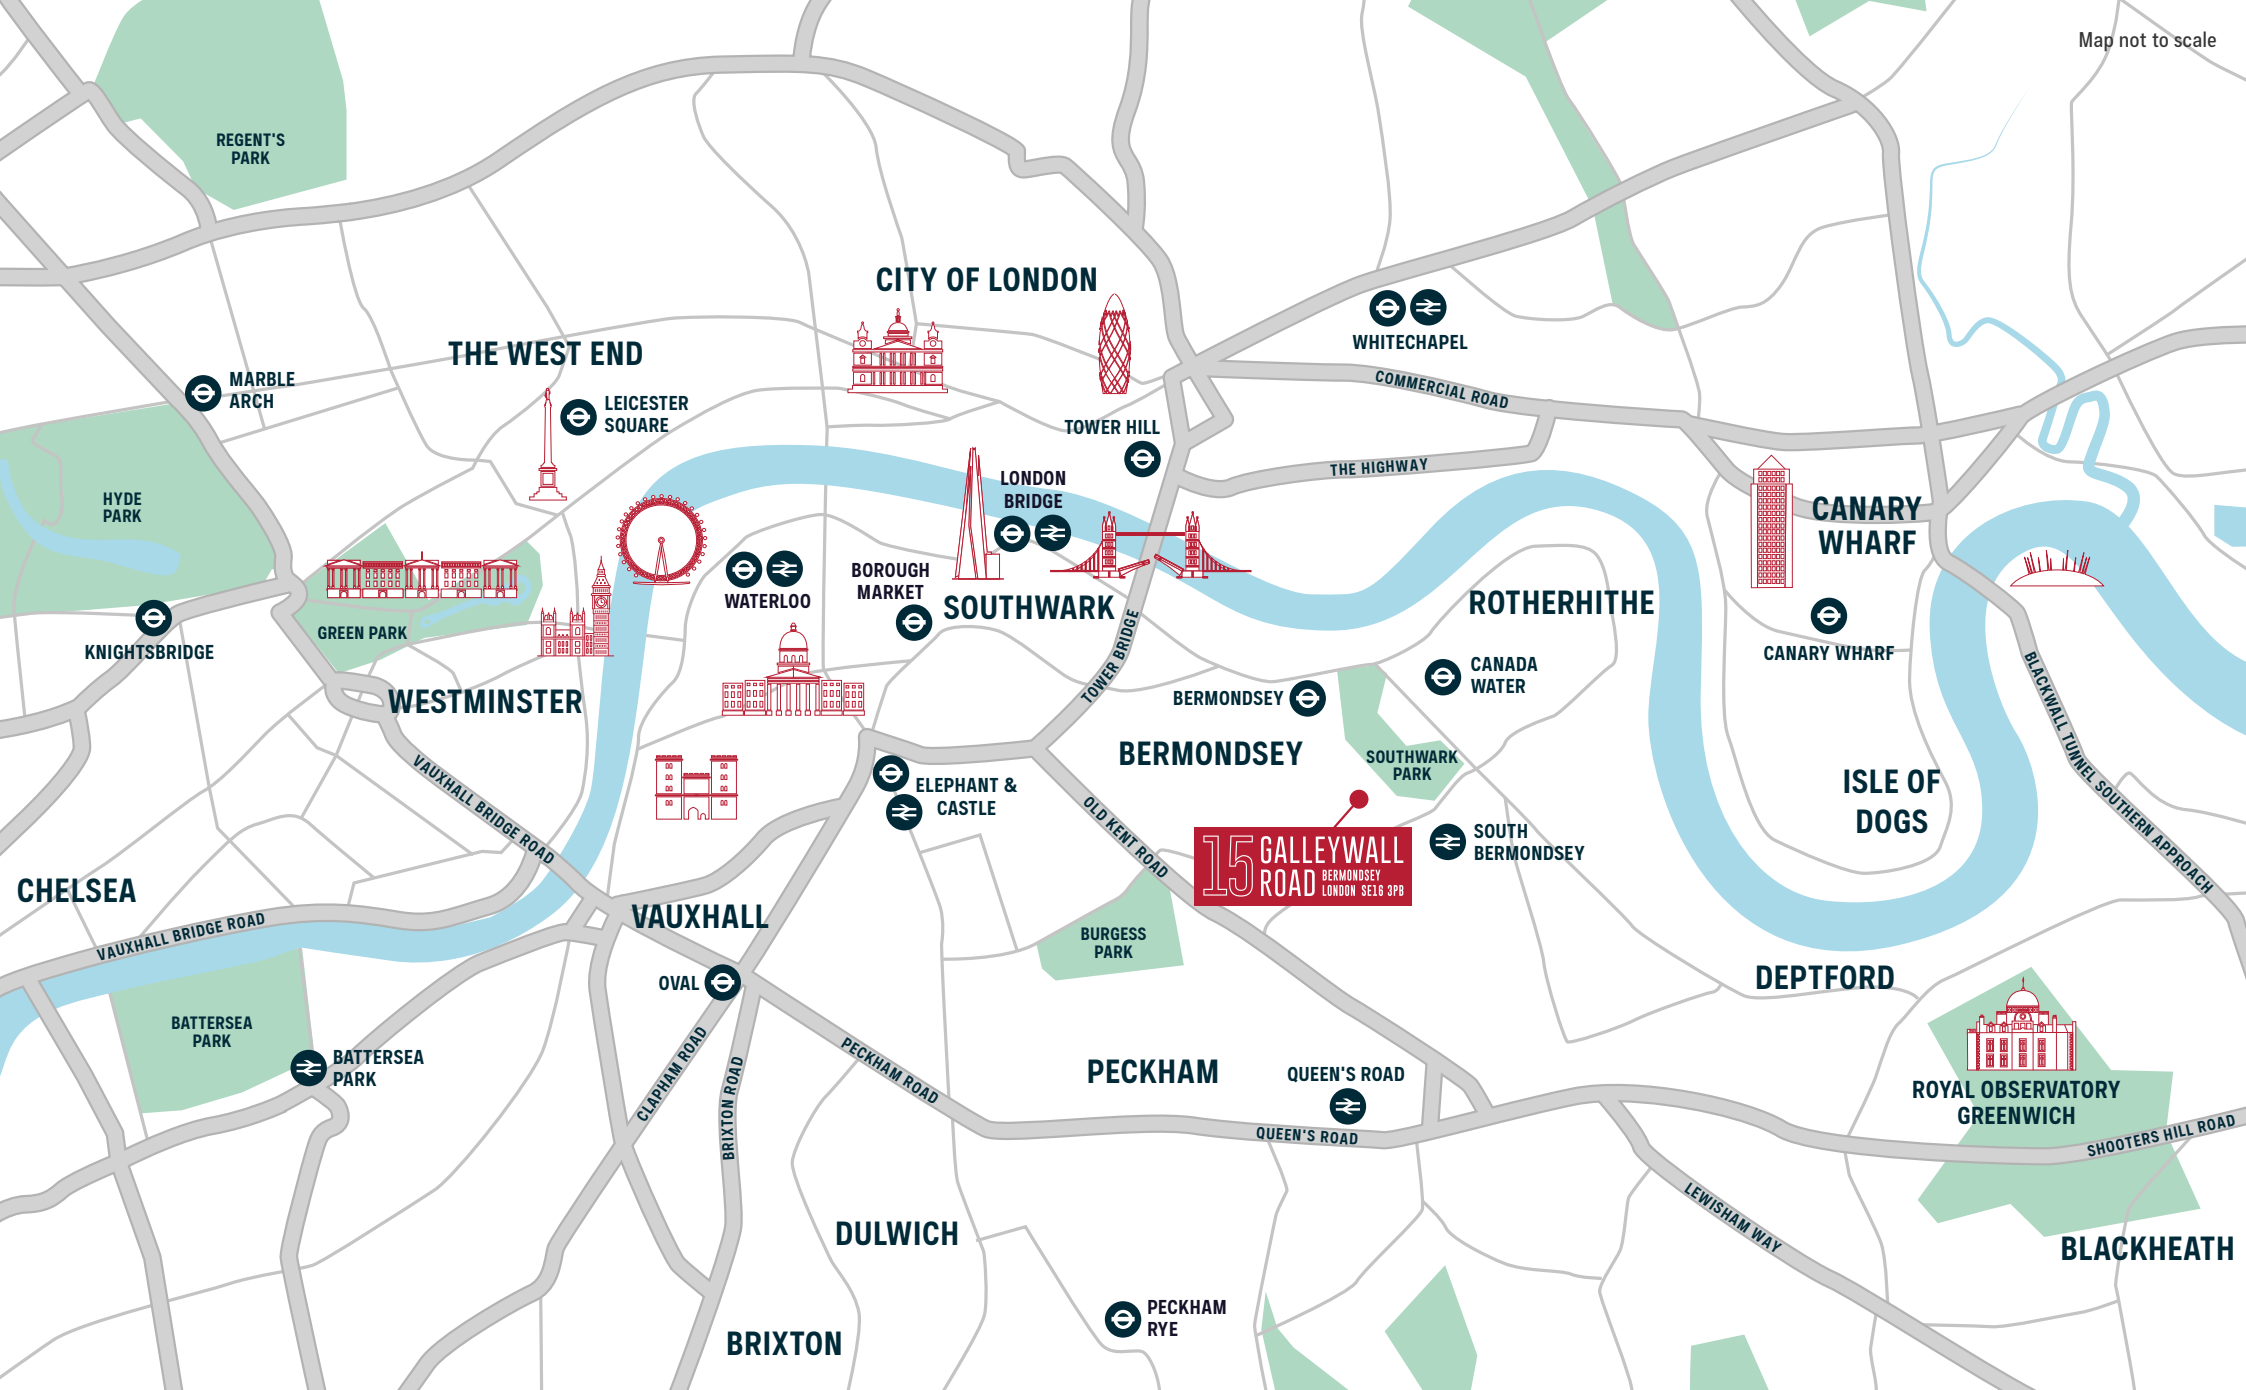 Map not to scale
REGENT'S
PARK
CITY OF LONDON
WHITECHAPEL
THE WEST END
MARBLE
ARCH
LEICESTER
SQUARE
COMMERCIAL ROAD
TOWER HILL
THE HIGHWAY
HYDE
PARK
LONDON
BRIDGE
CANARY
WHARF
BOROUGH
MARKET
WATERLOO
SOUTHWARK
ROTHERHITHE
GREEN PARK
KNIGHTSBRIDGE
CANARY WHARF
TOWER BRIDGE
WESTMINSTER
BERMONDSEY
CANADA
WATER
BLACKWALL TUNNEL SOUTHERN APPROACH
BERMONDSEY
SOUTHWARK
PARK
VAUXHALL BRIDGE ROAD
ELEPHANT &
CASTLE
OLD KENT ROAD
ISLE OF
DOGS
15 GALLEYWALL
ROAD
BERMONDSEY
LONDON SE16 3PB
SOUTH
BERMONDSEY
CHELSEA
VAUXHALL BRIDGE ROAD
VAUXHALL
BURGESS
PARK
OVAL
DEPTFORD
BATTERSEA
PARK
BATTERSEA
PARK
CLAPHAM ROAD
BRIXTON ROAD
PECKHAM ROAD
PECKHAM
QUEEN'S ROAD
QUEEN'S ROAD
ROYAL OBSERVATORY
GREENWICH
SHOOTERS HILL ROAD
LEWISHAM WAY
DULWICH
BLACKHEATH
PECKHAM
RYE
BRIXTON